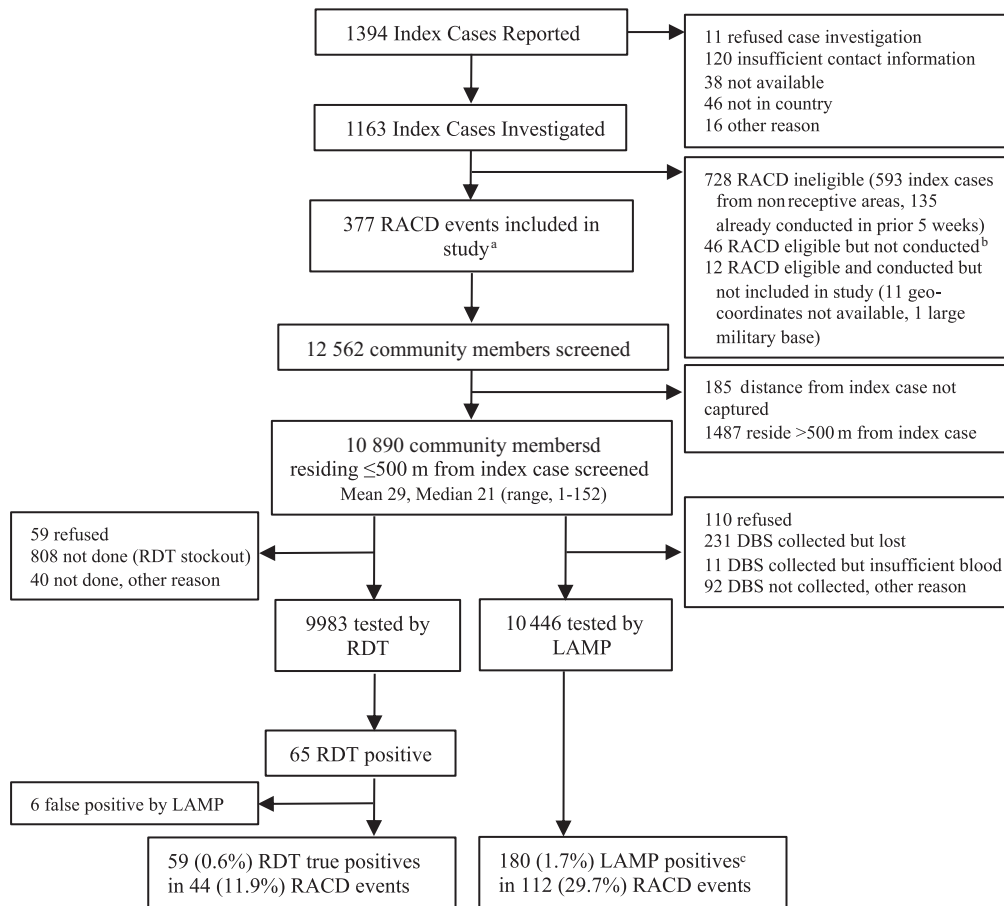 1394 Index Cases Reported
11 refused case investigation
120 insufficient contact information
38 not available
46 not in country
16 other reason
1163 Index Cases Investigated
728 RACD ineligible (593 index cases
from nonreceptive areas, 135
already conducted in prior 5 weeks)
46 RACD eligible but not conductedᵇ
12 RACD eligible and conducted but
not included in study (11 geo-
coordinates not available, 1 large
military base)
377 RACD events included in
studyᵃ
12 562 community members screened
185 distance from index case not
captured
1487 reside >500 m from index case
10 890 community membersd
residing ≤500 m from index case screened
Mean 29, Median 21 (range, 1-152)
59 refused
808 not done (RDT stockout)
40 not done, other reason
110 refused
231 DBS collected but lost
11 DBS collected but insufficient blood
92 DBS not collected, other reason
9983 tested by
RDT
10 446 tested by
LAMP
65 RDT positive
6 false positive by LAMP
59 (0.6%) RDT true positives
in 44 (11.9%) RACD events
180 (1.7%) LAMP positivesᶜ
in 112 (29.7%) RACD events